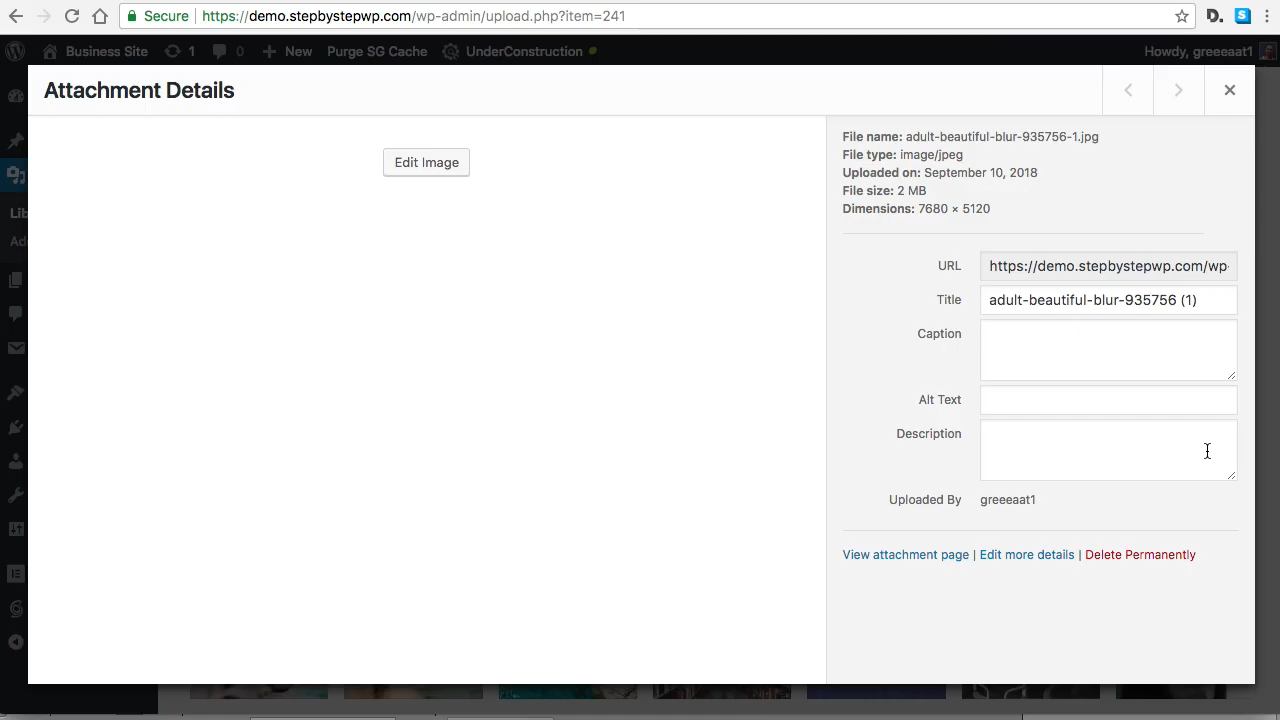 Secure https://demo.stepbystepwp.com/wp-admin/upload.php?item=241
D.
S
Business Site 1 0 New Purge SG Cache UnderConstruction Howdy, greeeaat1
Attachment Details
Edit Image
File name: adult-beautiful-blur-935756-1.jpg
File type: image/jpeg
Uploaded on: September 10, 2018
File size: 2 MB
Dimensions: 7680 × 5120
URL https://demo.stepbystepwp.com/wp-
Title adult-beautiful-blur-935756 (1)
Caption
Alt Text
Description
Uploaded By greeeaat1
View attachment page | Edit more details | Delete Permanently